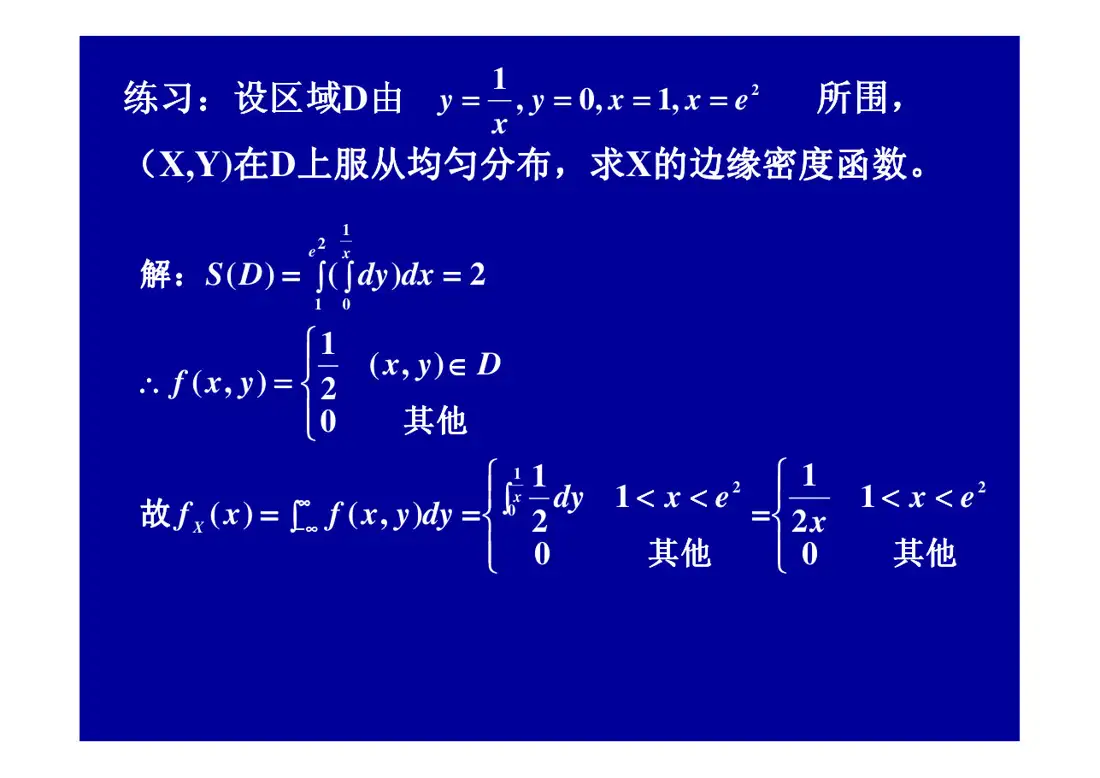 练习：设区域D由 y = 1/x , y = 0, x = 1, x = e² 所围，
（X,Y)在D上服从均匀分布，求X的边缘密度函数。
解：S(D) = ∫₁^{e²} (∫₀^{1/x} dy)dx = 2
∴ f(x, y) = { 1/2 (x, y) ∈ D
0 其他
故 f_X(x) = ∫_{-∞}^{∞} f(x, y)dy = { ∫₀^{1/x} 1/2 dy 1 < x < e² = { 1/2x 1 < x < e²
0 其他 0 其他